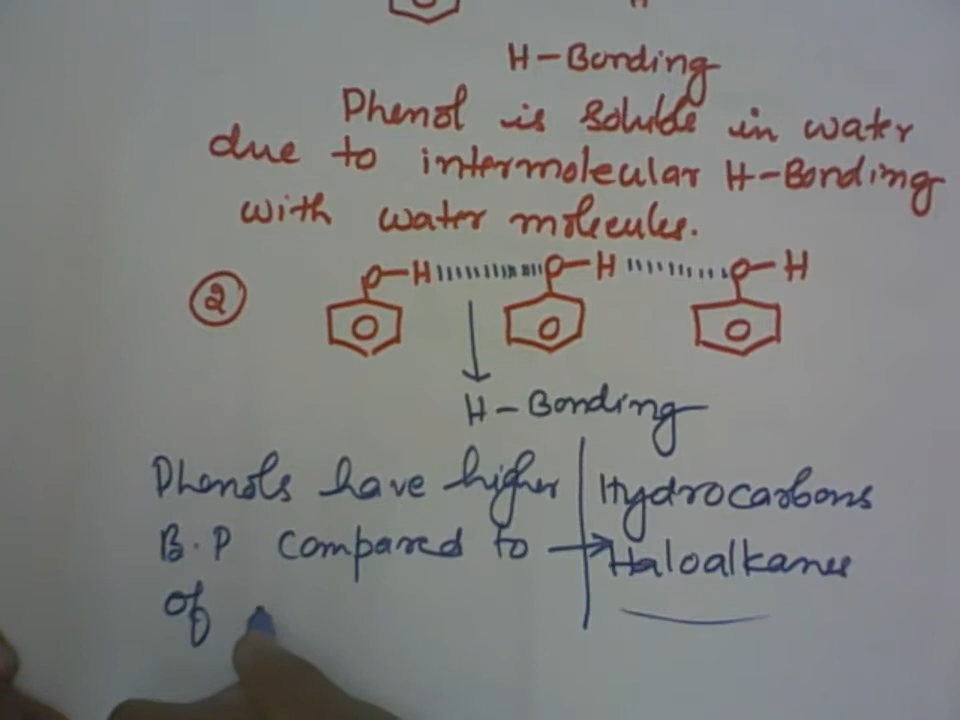 H
H-Bonding
Phenol is soluble in water
due to intermolecular H-Bonding
with water molecules.
② O-H O-H O-H
H-Bonding
Phenols have higher Hydrocarbons
B.P compared to → Haloalkanes
of